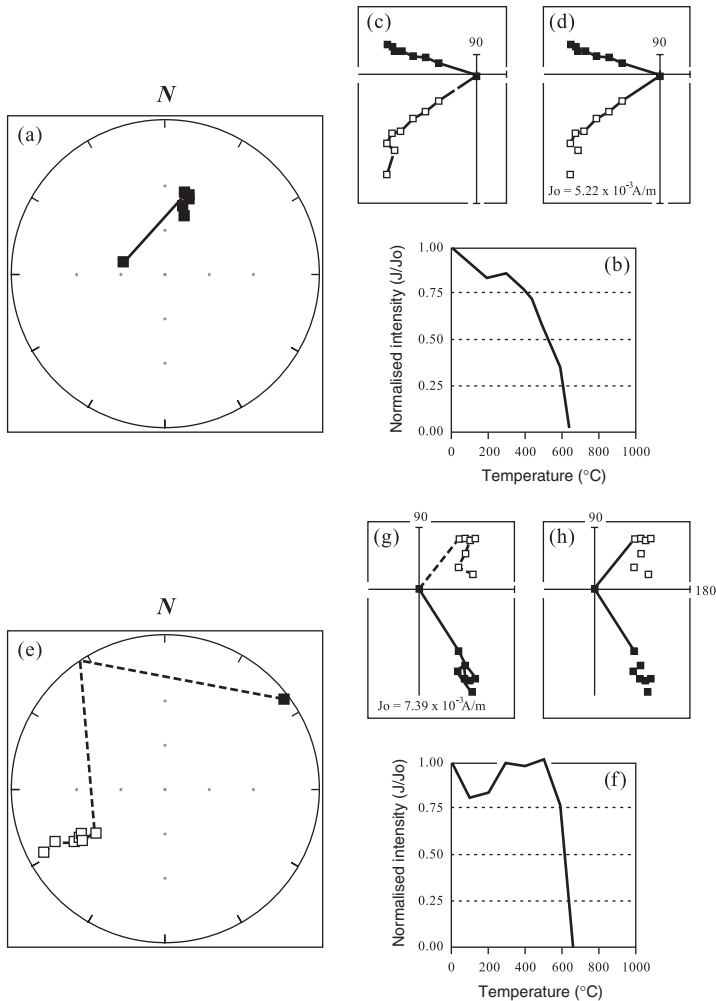 (a)
N
(c)
90
(d)
90
Jo = 5.22 x 10-3A/m
(b)
Normalised intensity (J/Jo)
1.00
0.75
0.50
0.25
0.00
0 200 400 600 800 1000
Temperature (°C)
(e)
N
(g)
90
Jo = 7.39 x 10-3A/m
(h)
90
180
(f)
Normalised intensity (J/Jo)
1.00
0.75
0.50
0.25
0.00
0 200 400 600 800 1000
Temperature (°C)